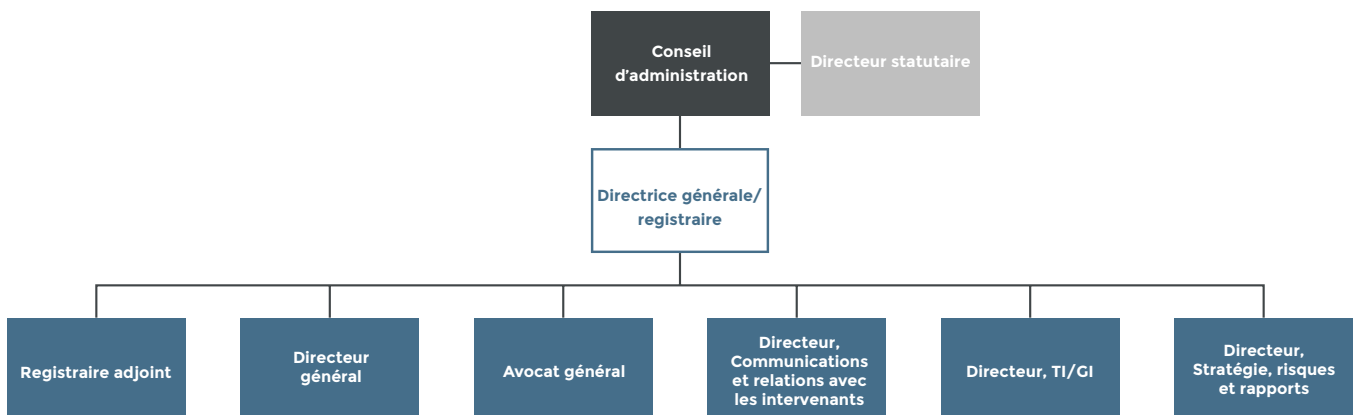 Conseil
d’administration
Directeur statutaire
Directrice générale/
registraire
Registraire adjoint
Directeur
général
Avocat général
Directeur,
Communications
et relations avec
les intervenants
Directeur, TI/GI
Directeur,
Stratégie, risques
et rapports